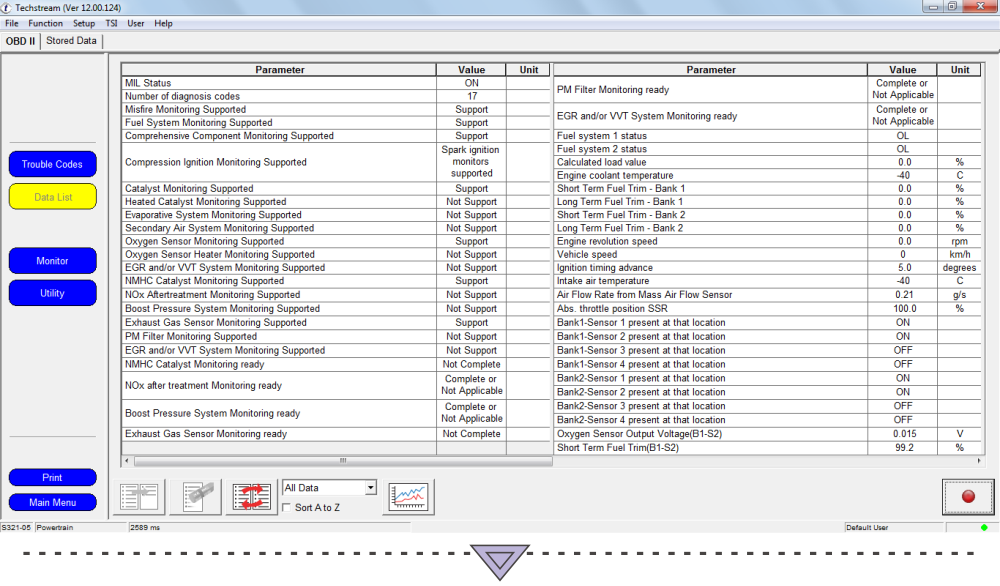 Techstream (Ver 12.00.124)
File Function Setup TSI User Help
OBD II Stored Data
Trouble Codes
Data List
Monitor
Utility
Print
Main Menu
Parameter Value Unit
MIL Status ON
Number of diagnosis codes 17
Misfire Monitoring Supported Support
Fuel System Monitoring Supported Support
Comprehensive Component Monitoring Supported Support
Compression Ignition Monitoring Supported Spark ignition
monitors
supported
Catalyst Monitoring Supported Support
Heated Catalyst Monitoring Supported Not Support
Evaporative System Monitoring Supported Not Support
Secondary Air System Monitoring Supported Not Support
Oxygen Sensor Monitoring Supported Support
Oxygen Sensor Heater Monitoring Supported Not Support
EGR and/or VVT System Monitoring Supported Not Support
NMHC Catalyst Monitoring Supported Support
NOx Aftertreatment Monitoring Supported Not Support
Boost Pressure System Monitoring Supported Not Support
Exhaust Gas Sensor Monitoring Supported Support
PM Filter Monitoring Supported Not Support
EGR and/or VVT System Monitoring Supported Not Support
NMHC Catalyst Monitoring ready Not Complete
NOx after treatment Monitoring ready Complete or
Not Applicable
Boost Pressure System Monitoring ready Complete or
Not Applicable
Exhaust Gas Sensor Monitoring ready Not Complete
Parameter Value Unit
PM Filter Monitoring ready Complete or
Not Applicable
EGR and/or VVT System Monitoring ready Complete or
Not Applicable
Fuel system 1 status OL
Fuel system 2 status OL
Calculated load value 0.0 %
Engine coolant temperature -40 C
Short Term Fuel Trim - Bank 1 0.0 %
Long Term Fuel Trim - Bank 1 0.0 %
Short Term Fuel Trim - Bank 2 0.0 %
Long Term Fuel Trim - Bank 2 0.0 %
Engine revolution speed 0.0 rpm
Vehicle speed 0 km/h
Ignition timing advance 5.0 degrees
Intake air temperature -40 C
Air Flow Rate from Mass Air Flow Sensor 0.21 g/s
Abs. throttle position SSR 100.0 %
Bank1-Sensor 1 present at that location ON
Bank1-Sensor 2 present at that location ON
Bank1-Sensor 3 present at that location OFF
Bank1-Sensor 4 present at that location OFF
Bank2-Sensor 1 present at that location ON
Bank2-Sensor 2 present at that location ON
Bank2-Sensor 3 present at that location OFF
Bank2-Sensor 4 present at that location OFF
Oxygen Sensor Output Voltage(B1-S2) 0.015 V
Short Term Fuel Trim(B1-S2) 99.2 %
All Data
Sort A to Z
S321-05 Powertrain 2589 ms Default User